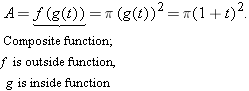 A = f(g(t)) = π(g(t))² = π(1 + t)².
Composite function;
f is outside function,
g is inside function